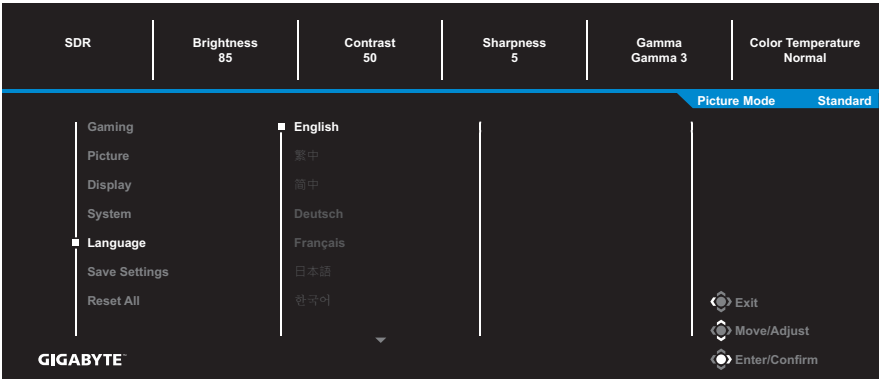 SDR
Brightness
85
Contrast
50
Sharpness
5
Gamma
Gamma 3
Color Temperature
Normal
Picture Mode Standard
Gaming
Picture
Display
System
Language
Save Settings
Reset All
English
繁中
简中
Deutsch
Français
日本語
한국어
Exit
Move/Adjust
Enter/Confirm
GIGABYTE™